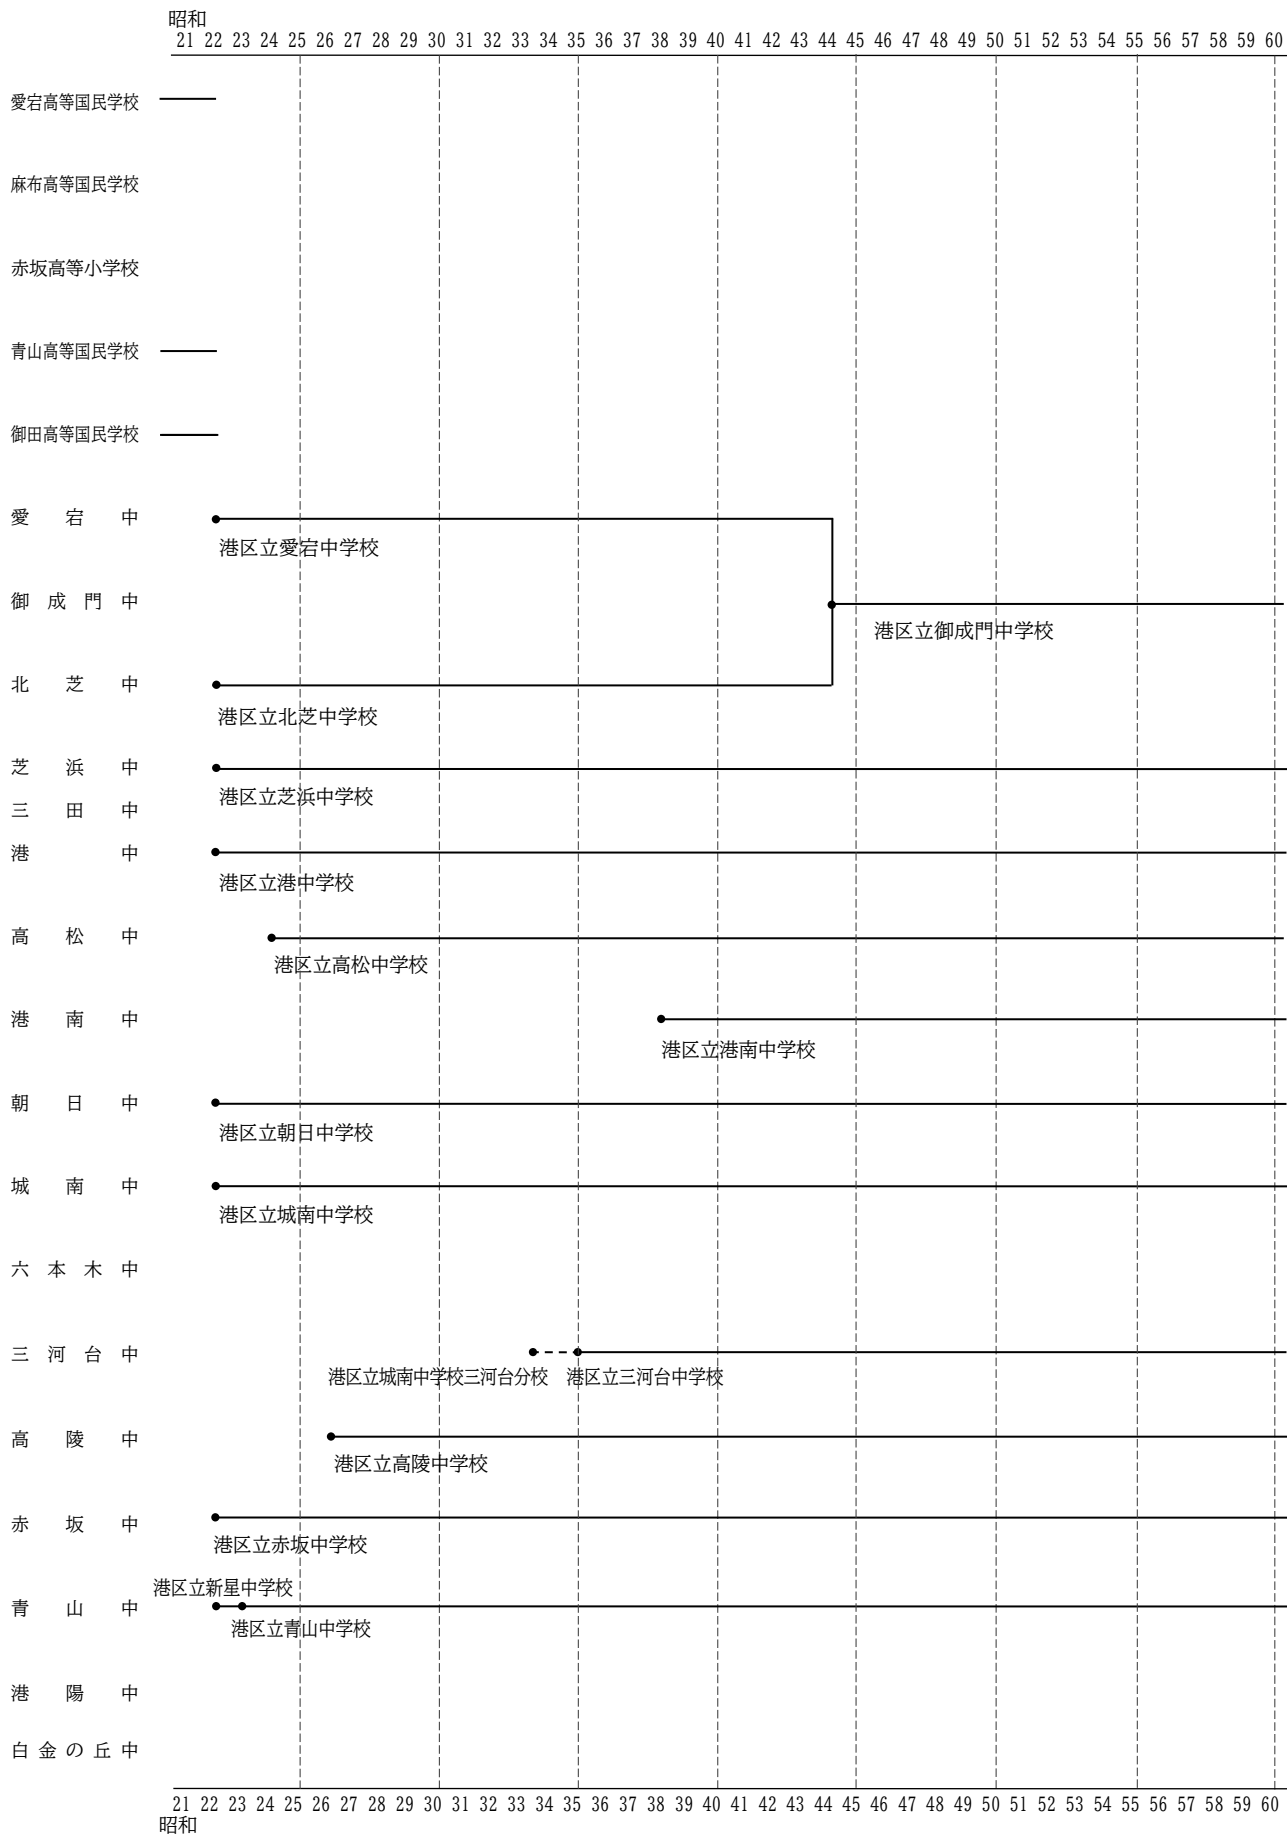 昭和
21 22 23 24 25 26 27 28 29 30 31 32 33 34 35 36 37 38 39 40 41 42 43 44 45 46 47 48 49 50 51 52 53 54 55 56 57 58 59 60
愛宕高等国民学校
麻布高等国民学校
赤坂高等小学校
青山高等国民学校
御田高等国民学校
愛宕中
港区立愛宕中学校
御成門中
港区立御成門中学校
北芝中
港区立北芝中学校
芝浜中
港区立芝浜中学校
三田中
港中
港区立港中学校
高松中
港区立高松中学校
港南中
港区立港南中学校
朝日中
港区立朝日中学校
城南中
港区立城南中学校
六本木中
三河台中
港区立城南中学校三河台分校 港区立三河台中学校
高陵中
港区立高陵中学校
赤坂中
港区立赤坂中学校
港区立新星中学校
青山中
港区立青山中学校
港陽中
白金の丘中
21 22 23 24 25 26 27 28 29 30 31 32 33 34 35 36 37 38 39 40 41 42 43 44 45 46 47 48 49 50 51 52 53 54 55 56 57 58 59 60
昭和